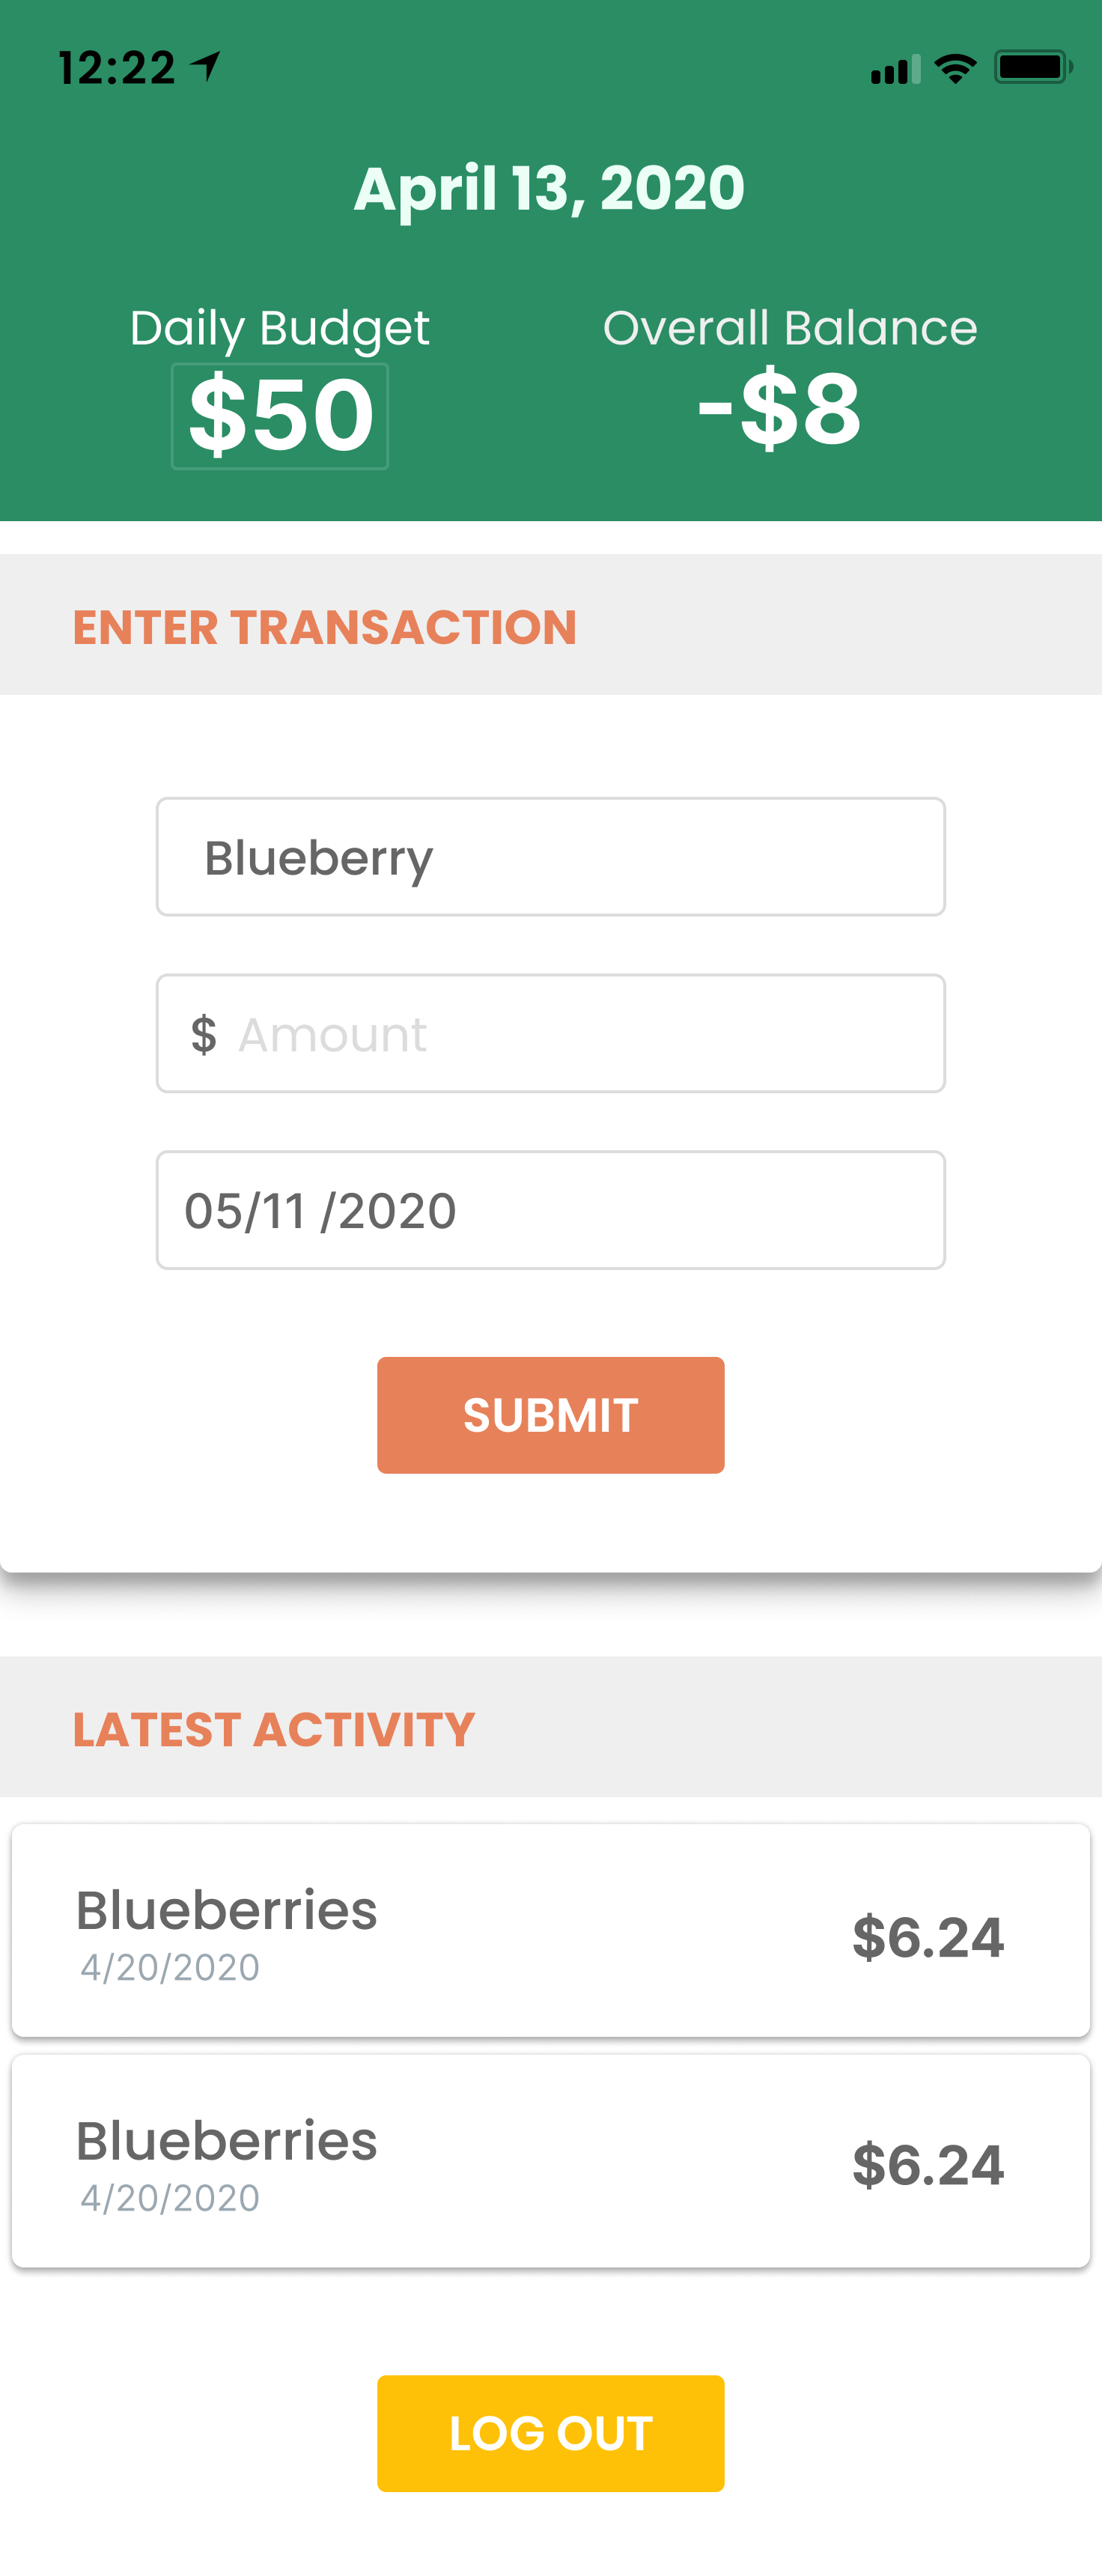 12:22
April 13, 2020
Daily Budget
$50
Overall Balance
-$8
ENTER TRANSACTION
Blueberry
$ Amount
05/11 /2020
SUBMIT
LATEST ACTIVITY
Blueberries
4/20/2020
$6.24
Blueberries
4/20/2020
$6.24
LOG OUT